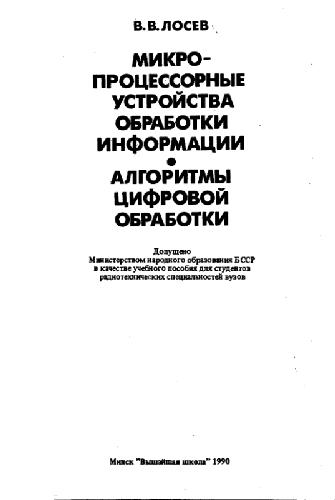 В. В. ЛОСЕВ
МИКРО-
ПРОЦЕССОРНЫЕ
УСТРОЙСТВА
ОБРАБОТКИ
ИНФОРМАЦИИ
•
АЛГОРИТМЫ
ЦИФРОВОЙ
ОБРАБОТКИ
Допущено
Министерством народного образования БССР
в качестве учебного пособия для студентов
радиотехнических специальностей вузов
Минск "Вышэйшая школа" 1990